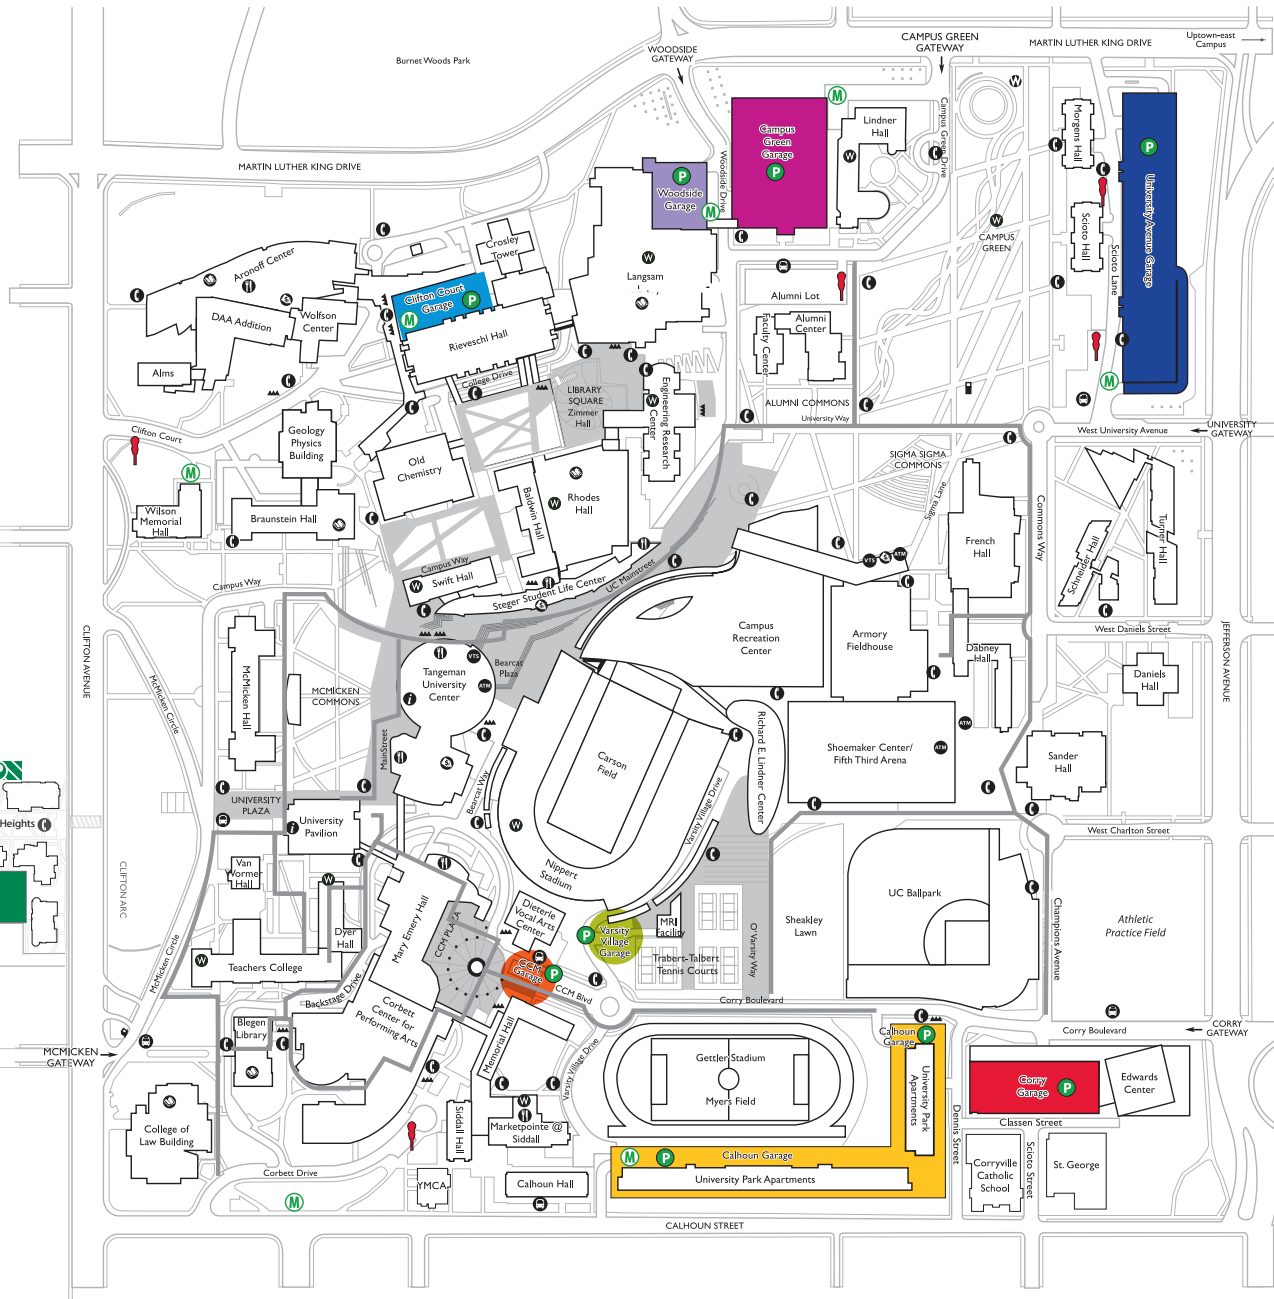 Burnet Woods Park
WOODSIDE
GATEWAY
CAMPUS GREEN
GATEWAY
MARTIN LUTHER KING DRIVE
Uptown-east
Campus
MARTIN LUTHER KING DRIVE
Campus
Green
Garage
P
M
Lindner
Hall
W
Campus Green Drive
W
Morgens Hall
P
University Avenue Garage
Woodside Drive
P
Woodside
Garage
M
W
CAMPUS
GREEN
Scioto Hall
Scioto Lane
Crosley
Tower
Aronoff Center
W
Langsam
Clifton Court
Garage
P
M
DAA Addition
Wolfson
Center
Alms
Rieveschl Hall
College Drive
Alumni Lot
Faculty Center
Alumni
Center
ALUMNI COMMONS
University Way
M
LIBRARY
SQUARE
Zimmer
Hall
Engineering Research
Center
W
West University Avenue
UNIVERSITY
GATEWAY
Clifton Court
M
Geology
Physics
Building
Old
Chemistry
Wilson
Memorial
Hall
Braunstein Hall
Baldwin Hall
Rhodes
Hall
W
SIGMA SIGMA
COMMONS
Sigma Lane
French
Hall
Commons Way
Schneider Hall
Turner Hall
Campus Way
Campus Way
W
Swift Hall
Steger Student Life Center
UC Mainstreet
VTS
ATM
CLIFTON AVENUE
McMicken Circle
McMicken Hall
MCMICKEN
COMMONS
Tangeman
University
Center
VTS
ATM
Bearcat
Plaza
Campus
Recreation
Center
Armory
Fieldhouse
Dabney
Hall
West Daniels Street
Daniels
Hall
JEFFERSON AVENUE
MainStreet
Carson
Field
Richard E. Lindner Center
Shoemaker Center/
Fifth Third Arena
ATM
ATM
Sander
Hall
Bearcat Way
Varsity Village Drive
UNIVERSITY
PLAZA
University
Pavilion
Heights
W
Nippert
Stadium
West Charlton Street
CLIFTON ARC
Van
Wormer
Hall
W
Dyer
Hall
Mary Emery Hall
CCM PLAZA
Dieterle
Vocal Arts
Center
P
Varsity
Village
Garage
MRI
Facility
Sheakley
Lawn
UC Ballpark
Athletic
Practice Field
Champions Avenue
O'Varsity Way
McMicken Circle
W
Teachers College
Backstage Drive
CCM
Garage
P
CCM Blvd
Trabert-Talbert
Tennis Courts
Corry Boulevard
Corbett
Center for
Performing Arts
Blegen
Library
MCMICKEN
GATEWAY
Memorial Hall
Varsity Village Drive
Gettler Stadium
Myers Field
Calhoun
Garage
P
University Park
Apartments
Corry Boulevard
CORRY
GATEWAY
Corry
Garage
P
Edwards
Center
College of
Law Building
Siddall Hall
W
Marketpointe @
Siddall
Dennis Street
Classen Street
Corryville
Catholic
School
Scioto Street
St. George
Corbett Drive
M
YMCA
Calhoun Hall
M
P
Calhoun Garage
University Park Apartments
CALHOUN STREET